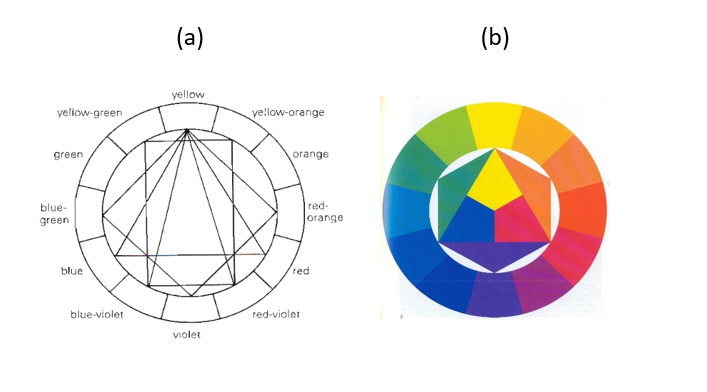 (a)
(b)
yellow
yellow-green
yellow-orange
green
orange
blue-
green
red-
orange
blue
red
blue-violet
red-violet
violet